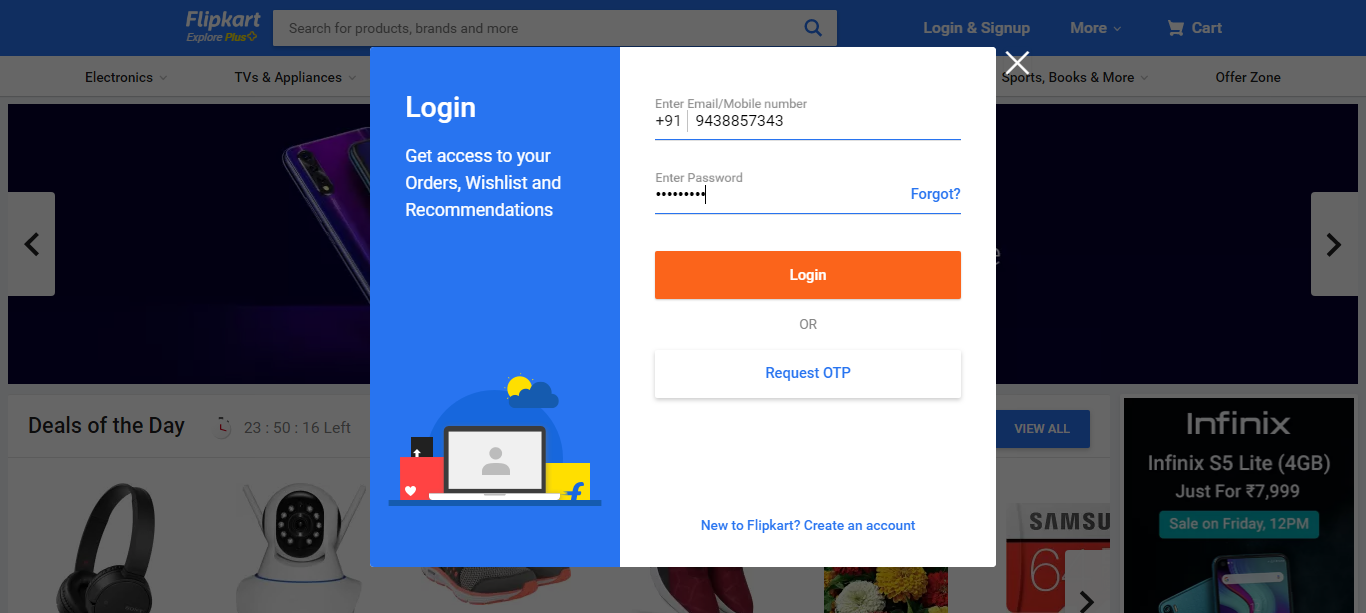 Flipkart
Explore Plus
Search for products, brands and more
Login & Signup
More
Cart
Electronics
TVs & Appliances
Sports, Books & More
Offer Zone
Login
Get access to your
Orders, Wishlist and
Recommendations
Enter Email/Mobile number
+91 9438857343
Enter Password
•••••••••
Forgot?
Login
OR
Request OTP
New to Flipkart? Create an account
Deals of the Day
23 : 50 : 16 Left
VIEW ALL
SAMSU
64
Infinix
Infinix S5 Lite (4GB)
Just For ₹7,999
Sale on Friday, 12PM